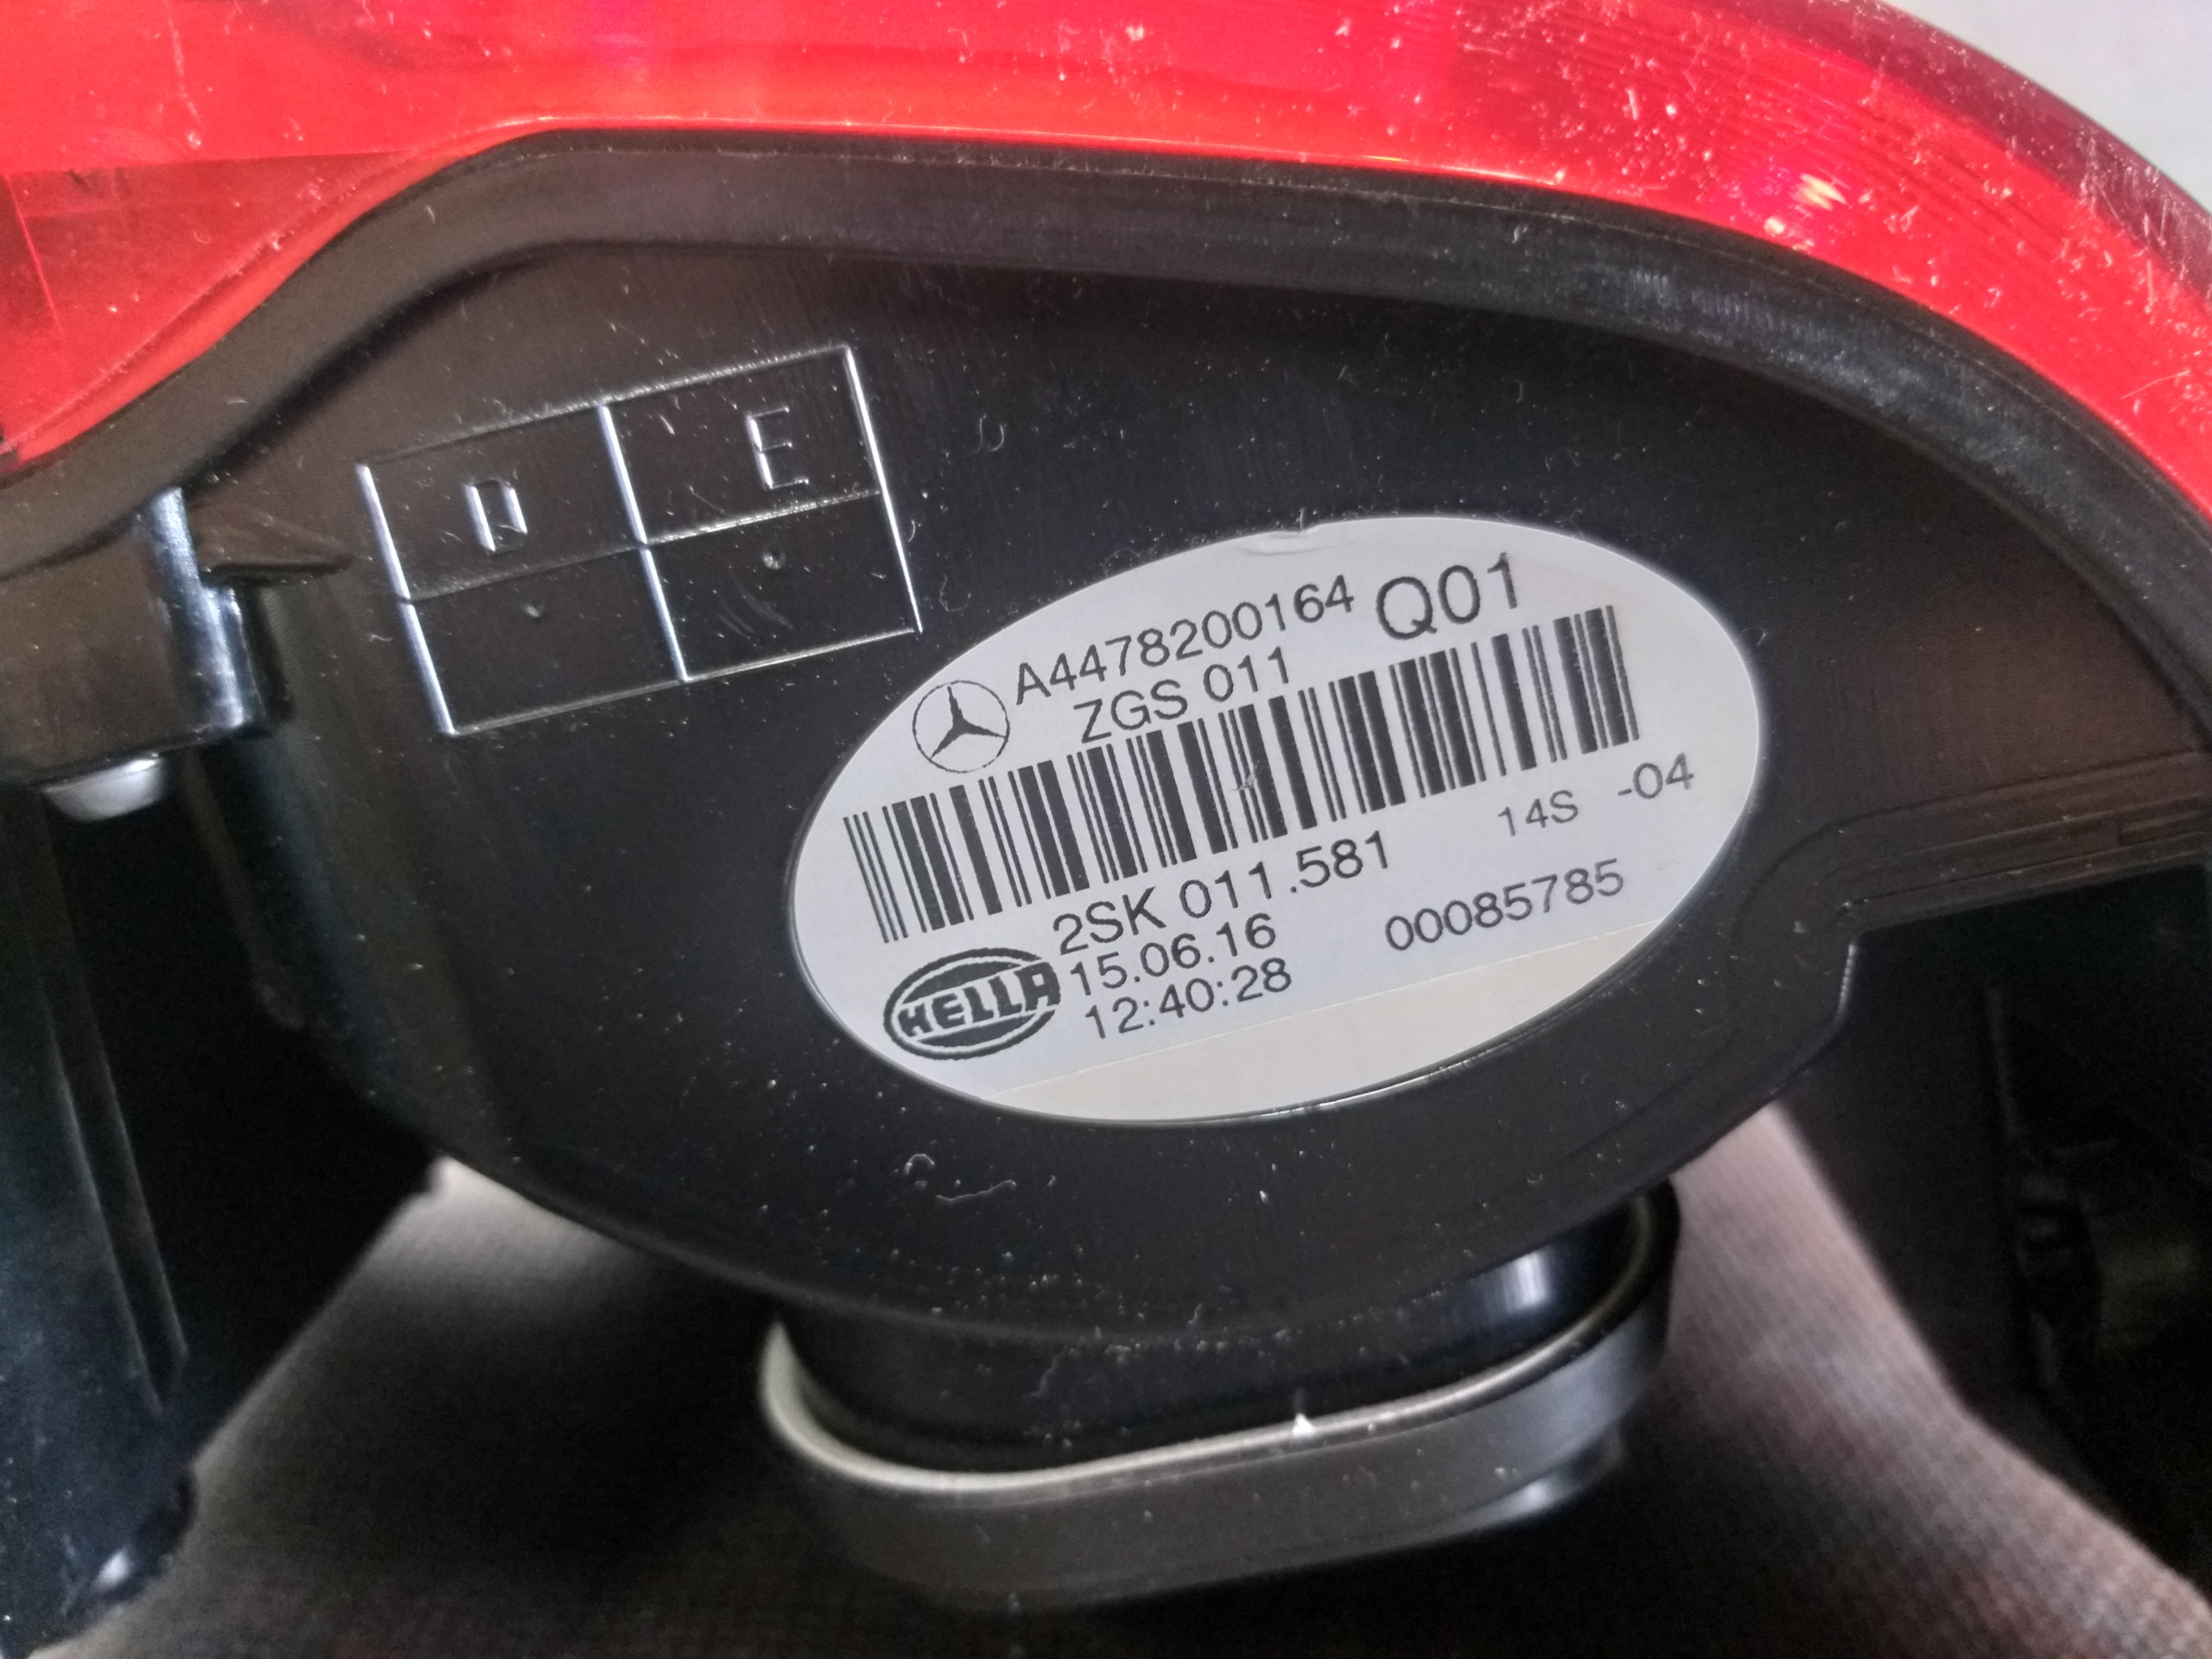 D E
A4478200164 Q01
ZGS 011
14S -04
2SK 011.581
HELLA 15.06.16 00085785
12:40:28